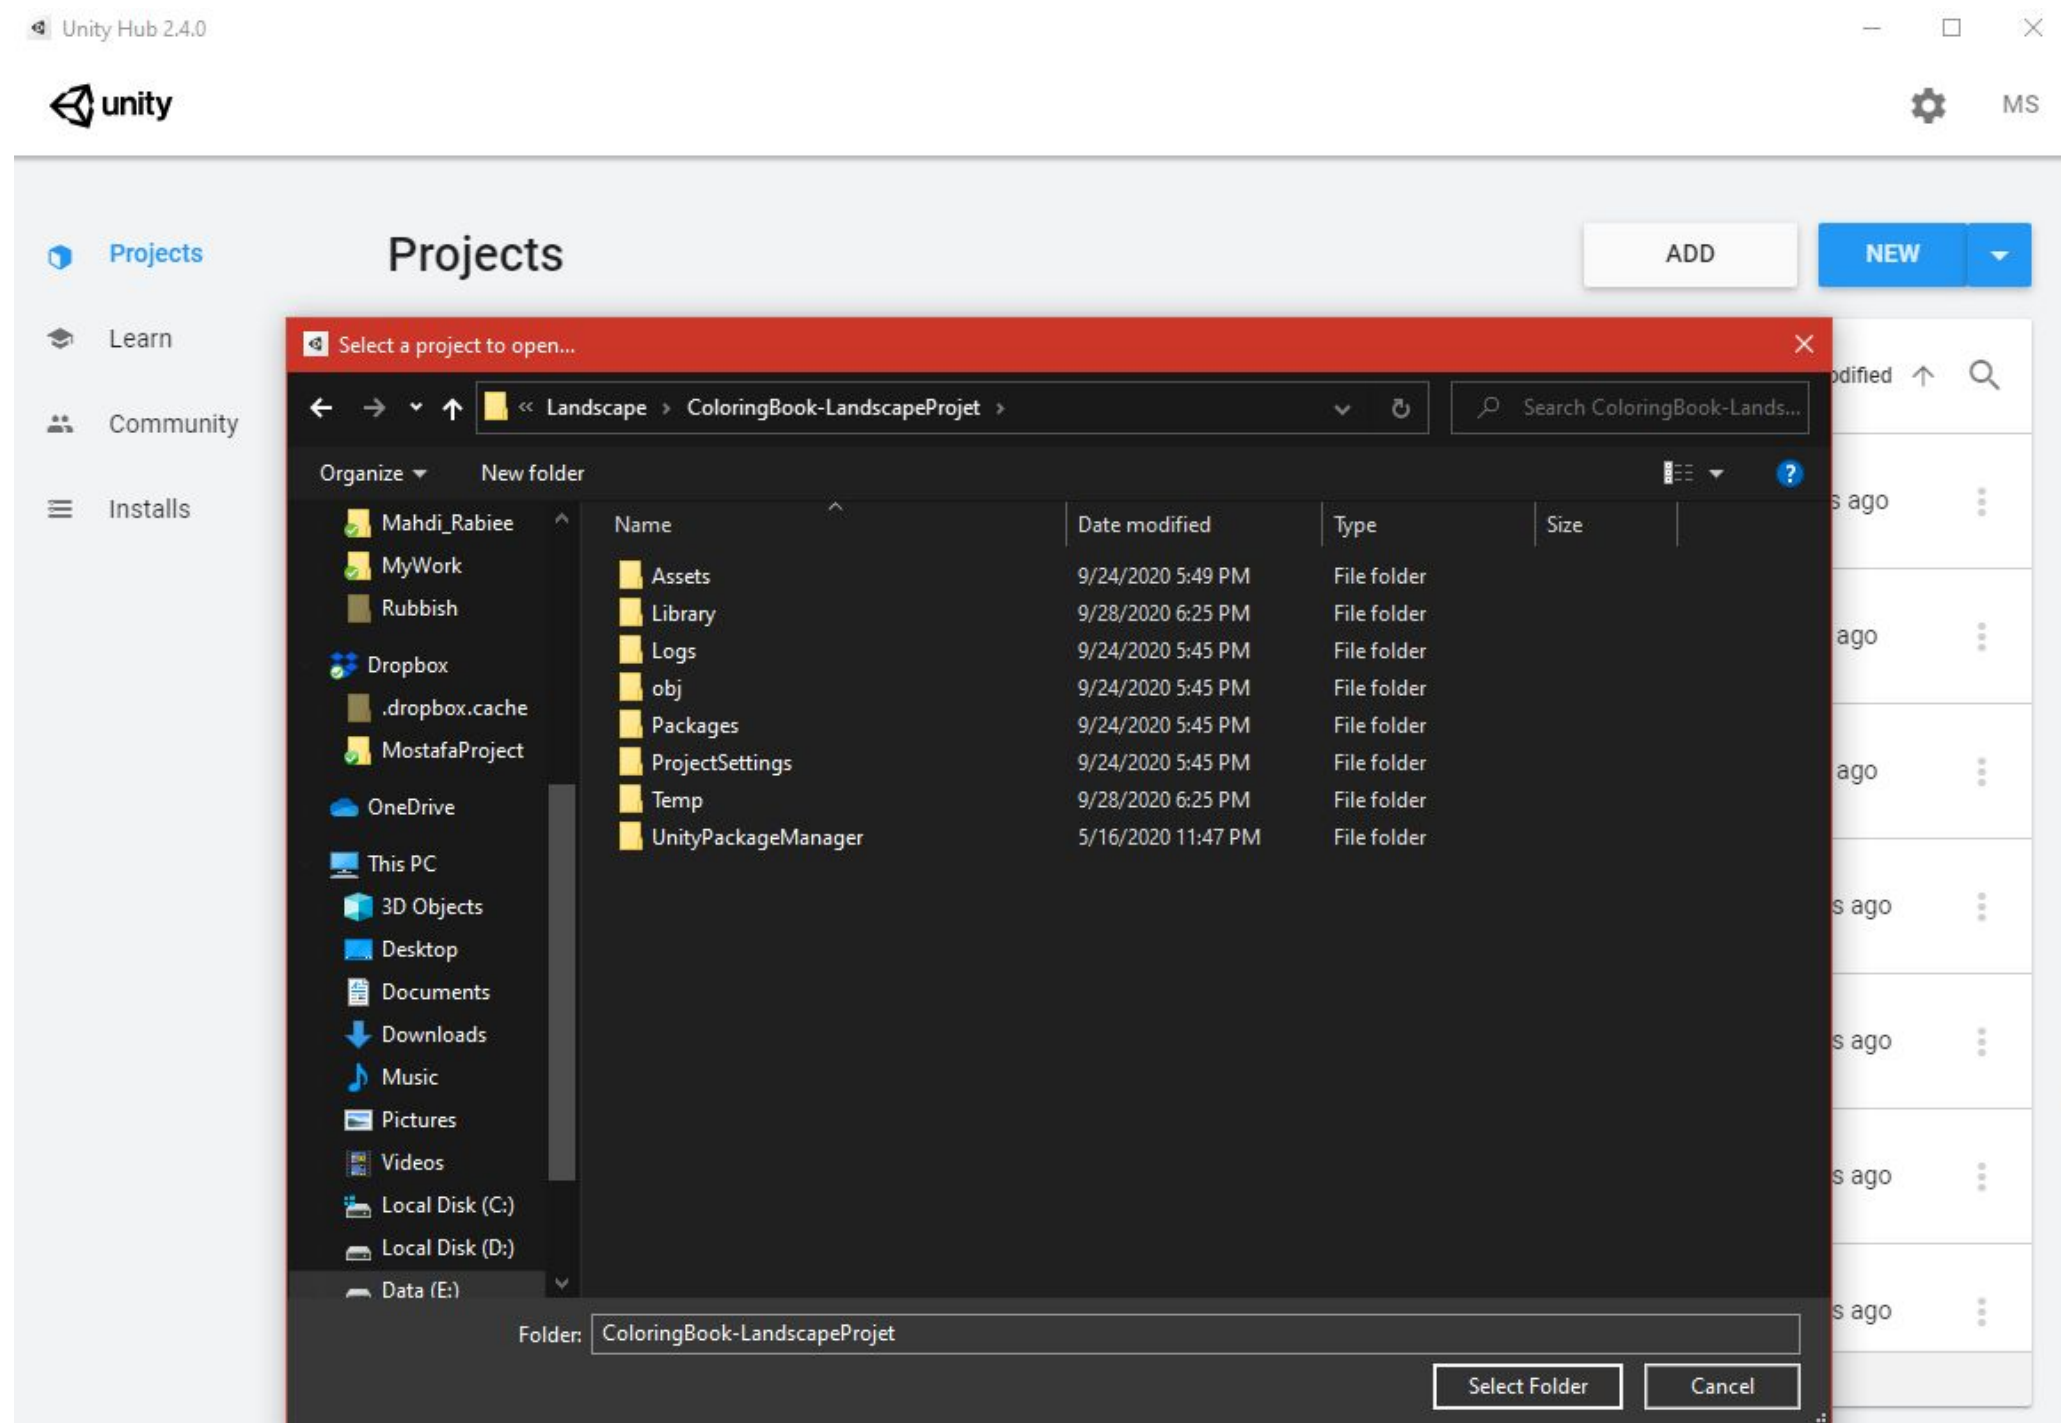 Unity Hub 2.4.0
unity
MS
Projects
Learn
Community
Installs
Projects
ADD
NEW
Select a project to open...
« Landscape › ColoringBook-LandscapeProjet ›
Search ColoringBook-Lands...
Organize
New folder
Mahdi_Rabiee
MyWork
Rubbish
Dropbox
.dropbox.cache
MostafaProject
OneDrive
This PC
3D Objects
Desktop
Documents
Downloads
Music
Pictures
Videos
Local Disk (C:)
Local Disk (D:)
Data (E:)
Name Date modified Type Size
Assets 9/24/2020 5:49 PM File folder
Library 9/28/2020 6:25 PM File folder
Logs 9/24/2020 5:45 PM File folder
obj 9/24/2020 5:45 PM File folder
Packages 9/24/2020 5:45 PM File folder
ProjectSettings 9/24/2020 5:45 PM File folder
Temp 9/28/2020 6:25 PM File folder
UnityPackageManager 5/16/2020 11:47 PM File folder
Folder: ColoringBook-LandscapeProjet
Select Folder
Cancel
odified
s ago
ago
ago
s ago
s ago
s ago
s ago